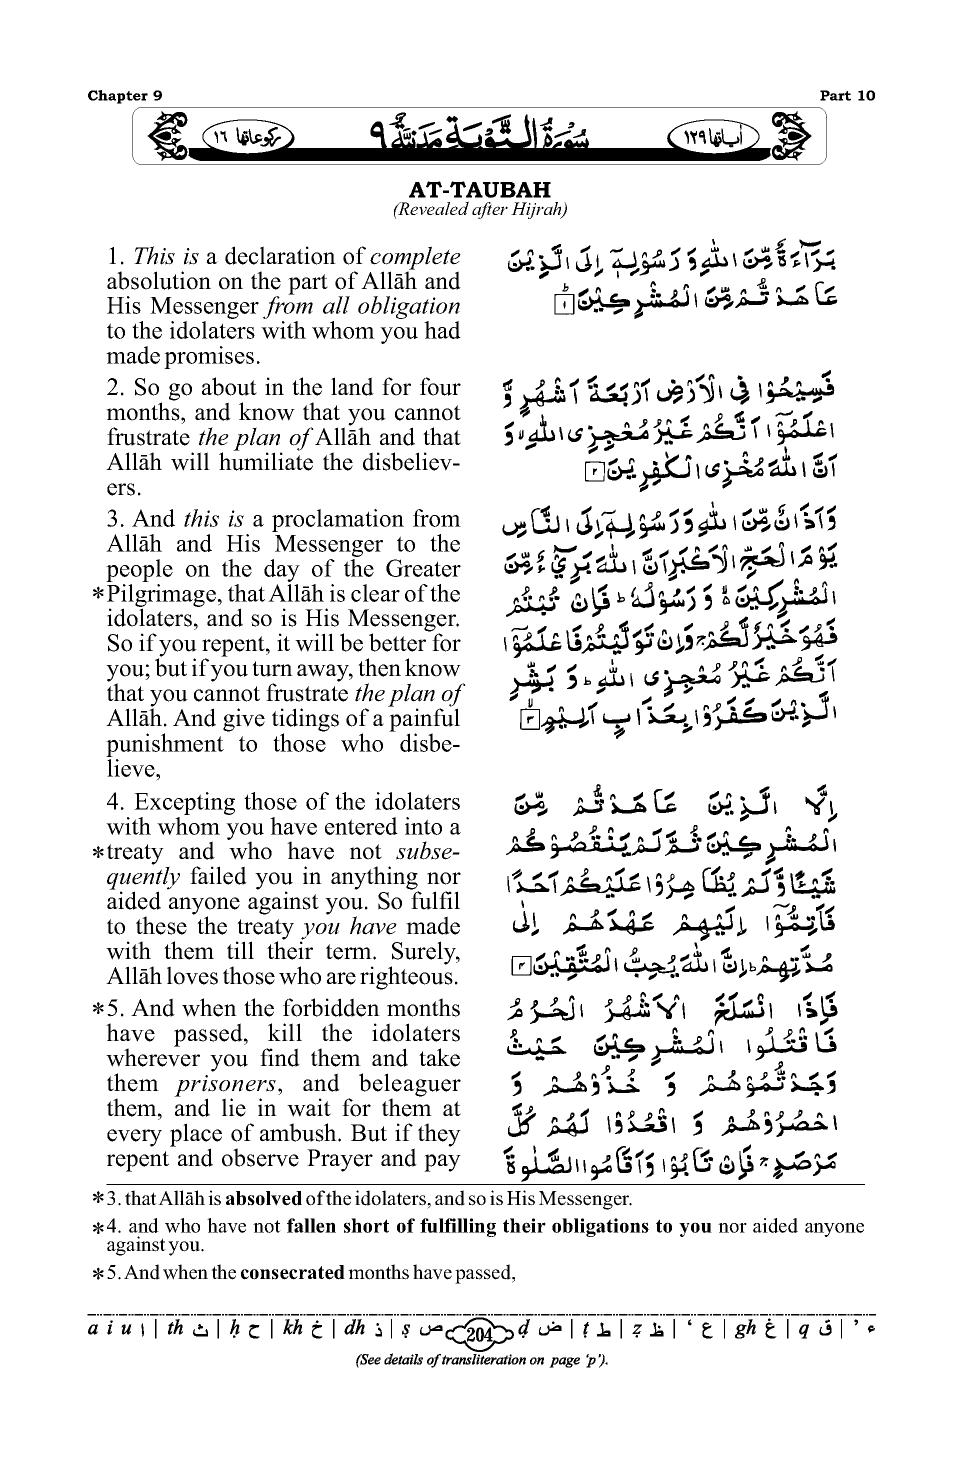 Chapter 9 Part 10
رکوعاتها ١٦ سُوْرَةُ التَّوْبَةِ مَدَنِيَّةٌ ٩ اٰیاتها ١٢٩
AT-TAUBAH
(Revealed after Hijrah)
1. This is a declaration of complete
absolution on the part of Allāh and
His Messenger from all obligation
to the idolaters with whom you had
made promises.
بَرَآءَةٌ مِّنَ اللّٰهِ وَ رَسُوْلِهٖۤ اِلَى الَّذِيْنَ
عَاهَدْتُّمْ مِّنَ الْمُشْرِكِيْنَ ١
2. So go about in the land for four
months, and know that you cannot
frustrate the plan of Allāh and that
Allāh will humiliate the disbeliev-
ers.
فَسِيْحُوْا فِى الْاَرْضِ اَرْبَعَةَ اَشْهُرٍ وَّ
اعْلَمُوْۤا اَنَّكُمْ غَيْرُ مُعْجِزِى اللّٰهِ ۙ وَ
اَنَّ اللّٰهَ مُخْزِى الْكٰفِرِيْنَ ٢
3. And this is a proclamation from
Allāh and His Messenger to the
people on the day of the Greater
*Pilgrimage, that Allāh is clear of the
idolaters, and so is His Messenger.
So if you repent, it will be better for
you; but if you turn away, then know
that you cannot frustrate the plan of
Allāh. And give tidings of a painful
punishment to those who disbe-
lieve,
وَ اَذَانٌ مِّنَ اللّٰهِ وَ رَسُوْلِهٖۤ اِلَى النَّاسِ
يَوْمَ الْحَجِّ الْاَكْبَرِ اَنَّ اللّٰهَ بَرِيْٓءٌ مِّنَ
الْمُشْرِكِيْنَ ۙ۬ وَ رَسُوْلُهٗ ؕ فَاِنْ تُبْتُمْ
فَهُوَ خَيْرٌ لَّكُمْ ۚ وَ اِنْ تَوَلَّيْتُمْ فَاعْلَمُوْۤا
اَنَّكُمْ غَيْرُ مُعْجِزِى اللّٰهِ ؕ وَ بَشِّرِ
الَّذِيْنَ كَفَرُوْا بِعَذَابٍ اَلِيْمٍ ٣
4. Excepting those of the idolaters
with whom you have entered into a
*treaty and who have not subse-
quently failed you in anything nor
aided anyone against you. So fulfil
to these the treaty you have made
with them till their term. Surely,
Allāh loves those who are righteous.
اِلَّا الَّذِيْنَ عَاهَدْتُّمْ مِّنَ
الْمُشْرِكِيْنَ ثُمَّ لَمْ يَنْقُصُوْكُمْ
شَيْئًا وَّ لَمْ يُظَاهِرُوْا عَلَيْكُمْ اَحَدًا
فَاَتِمُّوْۤا اِلَيْهِمْ عَهْدَهُمْ اِلٰى
مُدَّتِهِمْ ؕ اِنَّ اللّٰهَ يُحِبُّ الْمُتَّقِيْنَ ٤
*5. And when the forbidden months
have passed, kill the idolaters
wherever you find them and take
them prisoners, and beleaguer
them, and lie in wait for them at
every place of ambush. But if they
repent and observe Prayer and pay
فَاِذَا انْسَلَخَ الْاَشْهُرُ الْحُرُمُ
فَاقْتُلُوا الْمُشْرِكِيْنَ حَيْثُ
وَجَدْتُّمُوْهُمْ وَ خُذُوْهُمْ وَ
احْصُرُوْهُمْ وَ اقْعُدُوْا لَهُمْ كُلَّ
مَرْصَدٍ ۚ فَاِنْ تَابُوْا وَ اَقَامُوا الصَّلٰوةَ
*3. that Allāh is absolved of the idolaters, and so is His Messenger.
*4. and who have not fallen short of fulfilling their obligations to you nor aided anyone
against you.
*5. And when the consecrated months have passed,
a i u ا | th ث | ḥ ح | kh خ | dh ذ | ṣ ص 204 ḍ ض | ṭ ط | ẓ ظ | ‘ ع | gh غ | q ق | ’ ء
(See details of transliteration on page ‘p’).